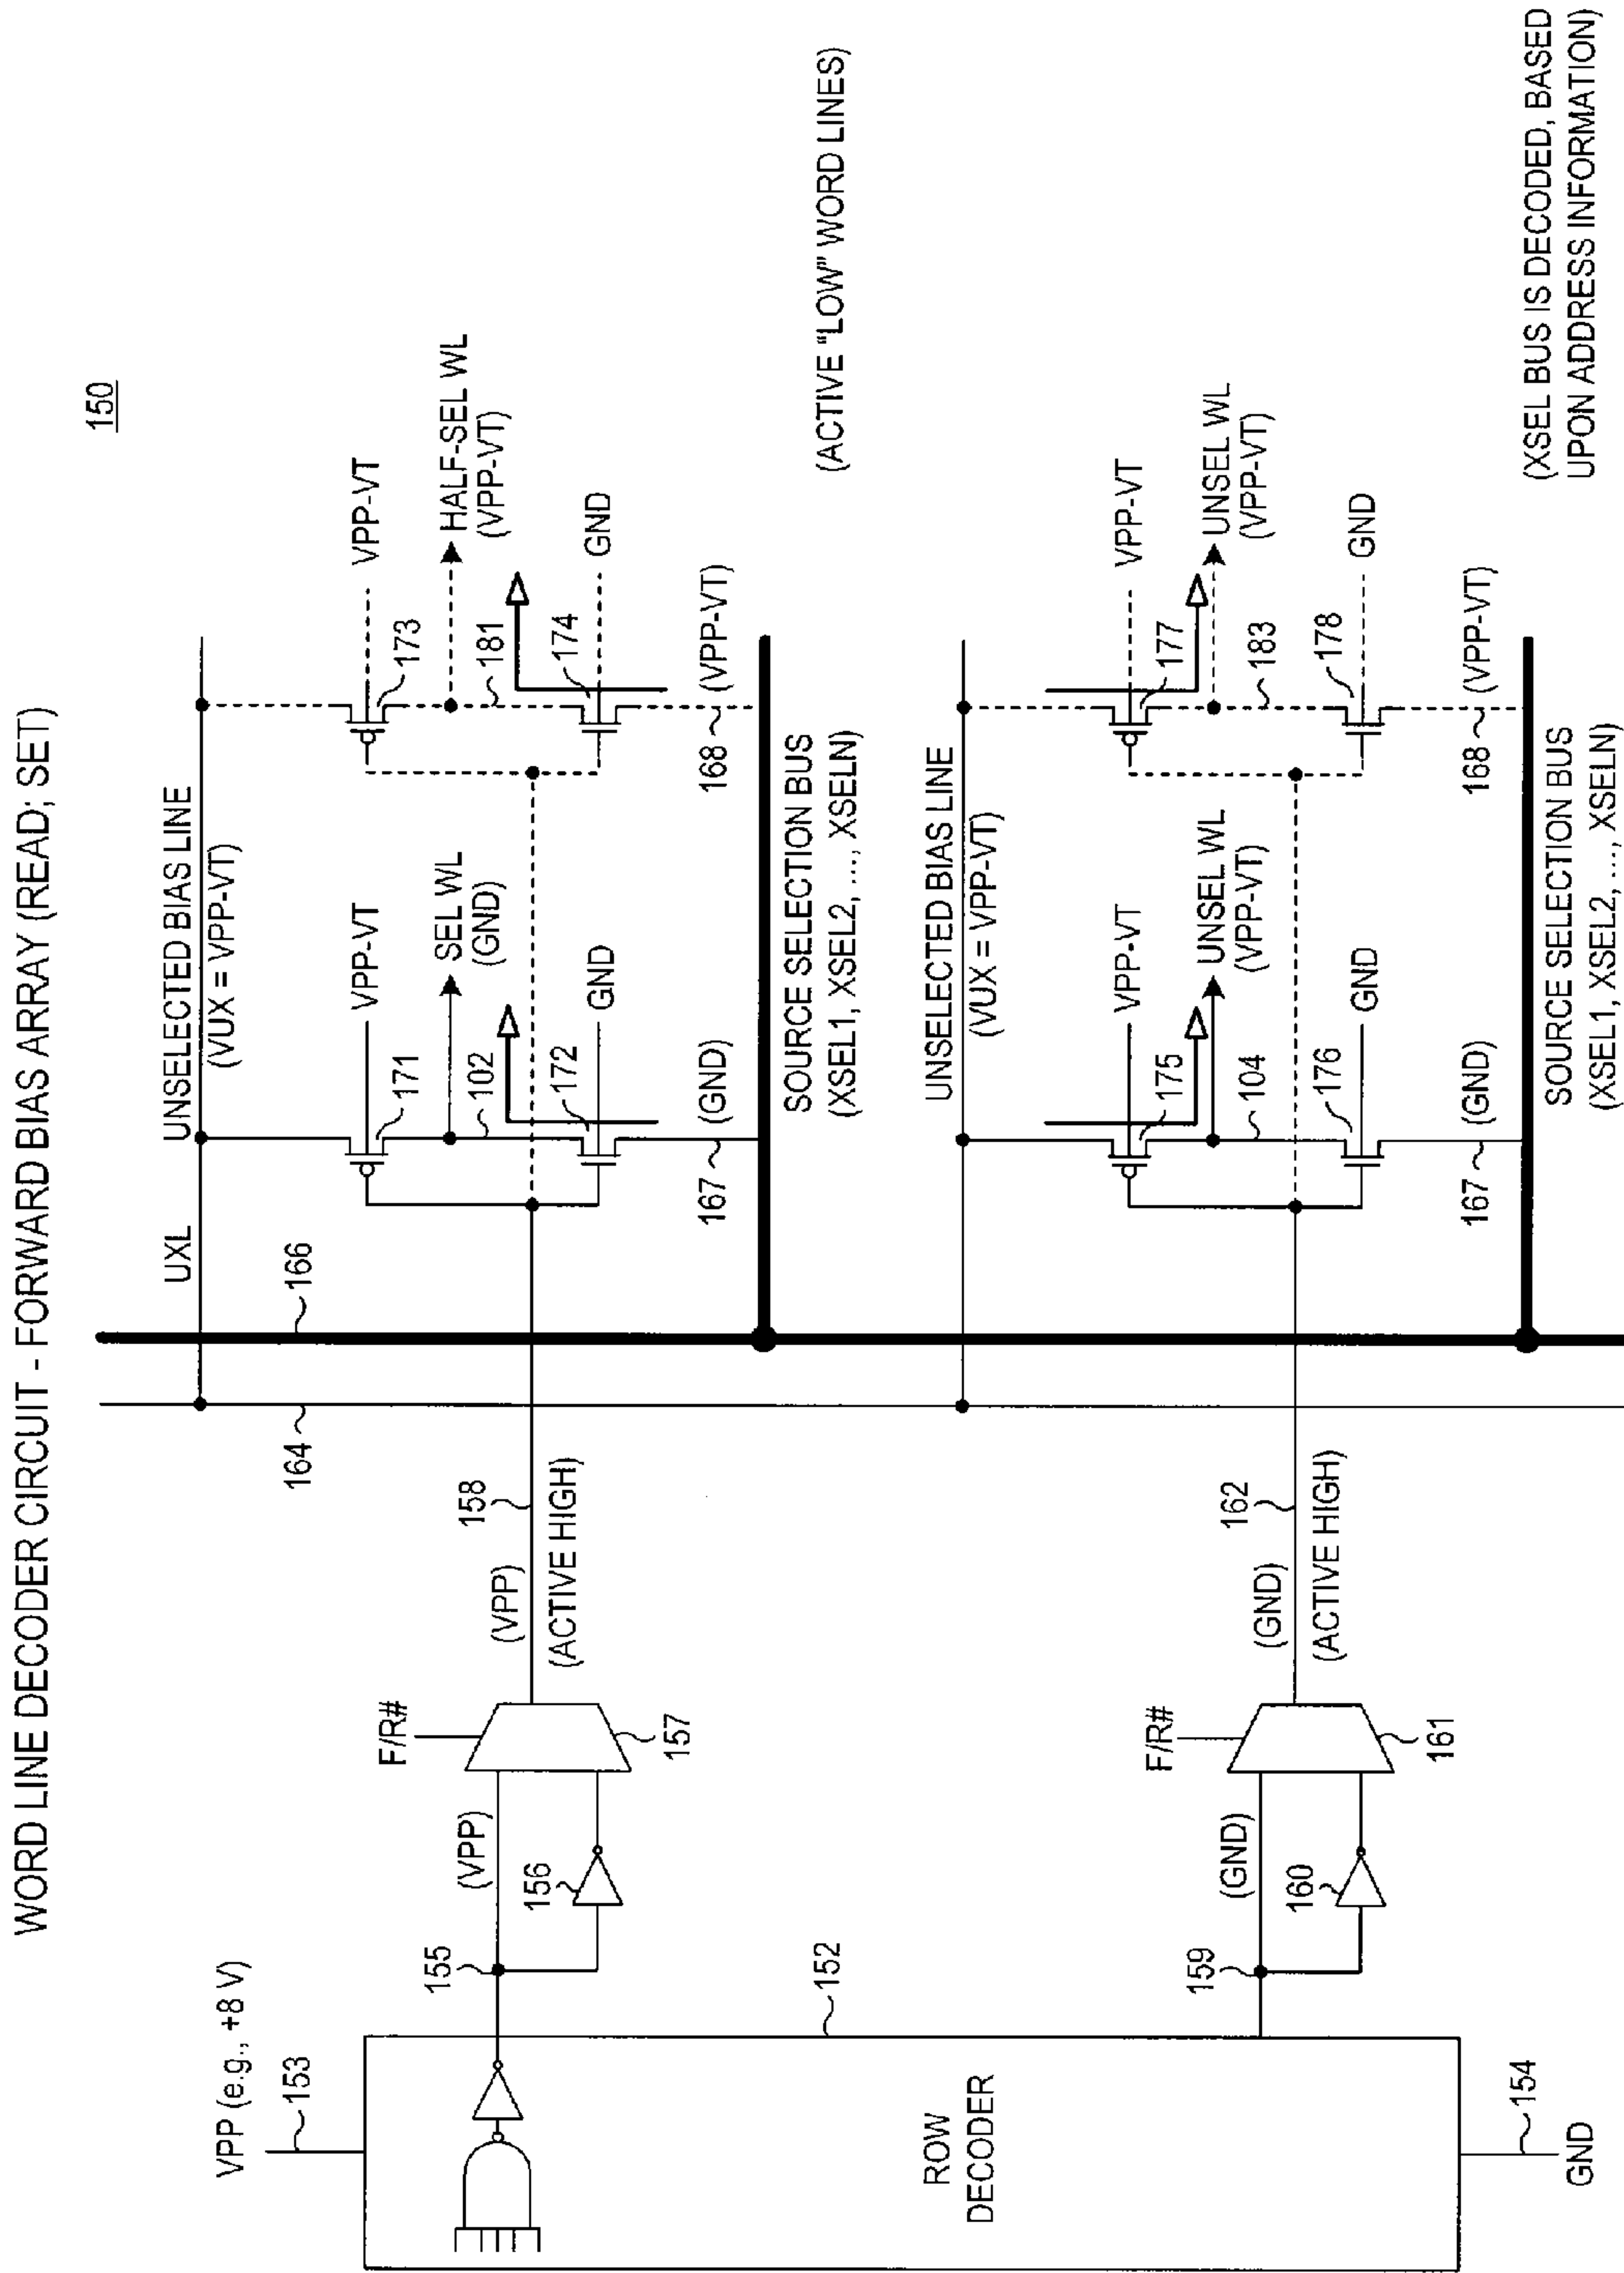 WORD LINE DECODER CIRCUIT - FORWARD BIAS ARRAY (READ; SET)
150
VPP (e.g., +8 V)
153
155
(VPP)
156
F/R#
157
(VPP)
158
(ACTIVE HIGH)
164
166
UXL
UNSELECTED BIAS LINE
(VUX = VPP-VT)
VPP-VT
171
SEL WL
(GND)
102
172
GND
(GND)
167
VPP-VT
173
HALF-SEL WL
(VPP-VT)
181
174
GND
(VPP-VT)
168
SOURCE SELECTION BUS
(XSEL1, XSEL2, ..., XSELN)
(ACTIVE "LOW" WORD LINES)
152
ROW
DECODER
154
GND
159
(GND)
160
F/R#
161
(GND)
162
(ACTIVE HIGH)
UNSELECTED BIAS LINE
(VUX = VPP-VT)
VPP-VT
175
UNSEL WL
(VPP-VT)
104
176
GND
(GND)
167
VPP-VT
177
UNSEL WL
(VPP-VT)
183
178
GND
(VPP-VT)
168
SOURCE SELECTION BUS
(XSEL1, XSEL2, ..., XSELN)
(XSEL BUS IS DECODED, BASED
UPON ADDRESS INFORMATION)